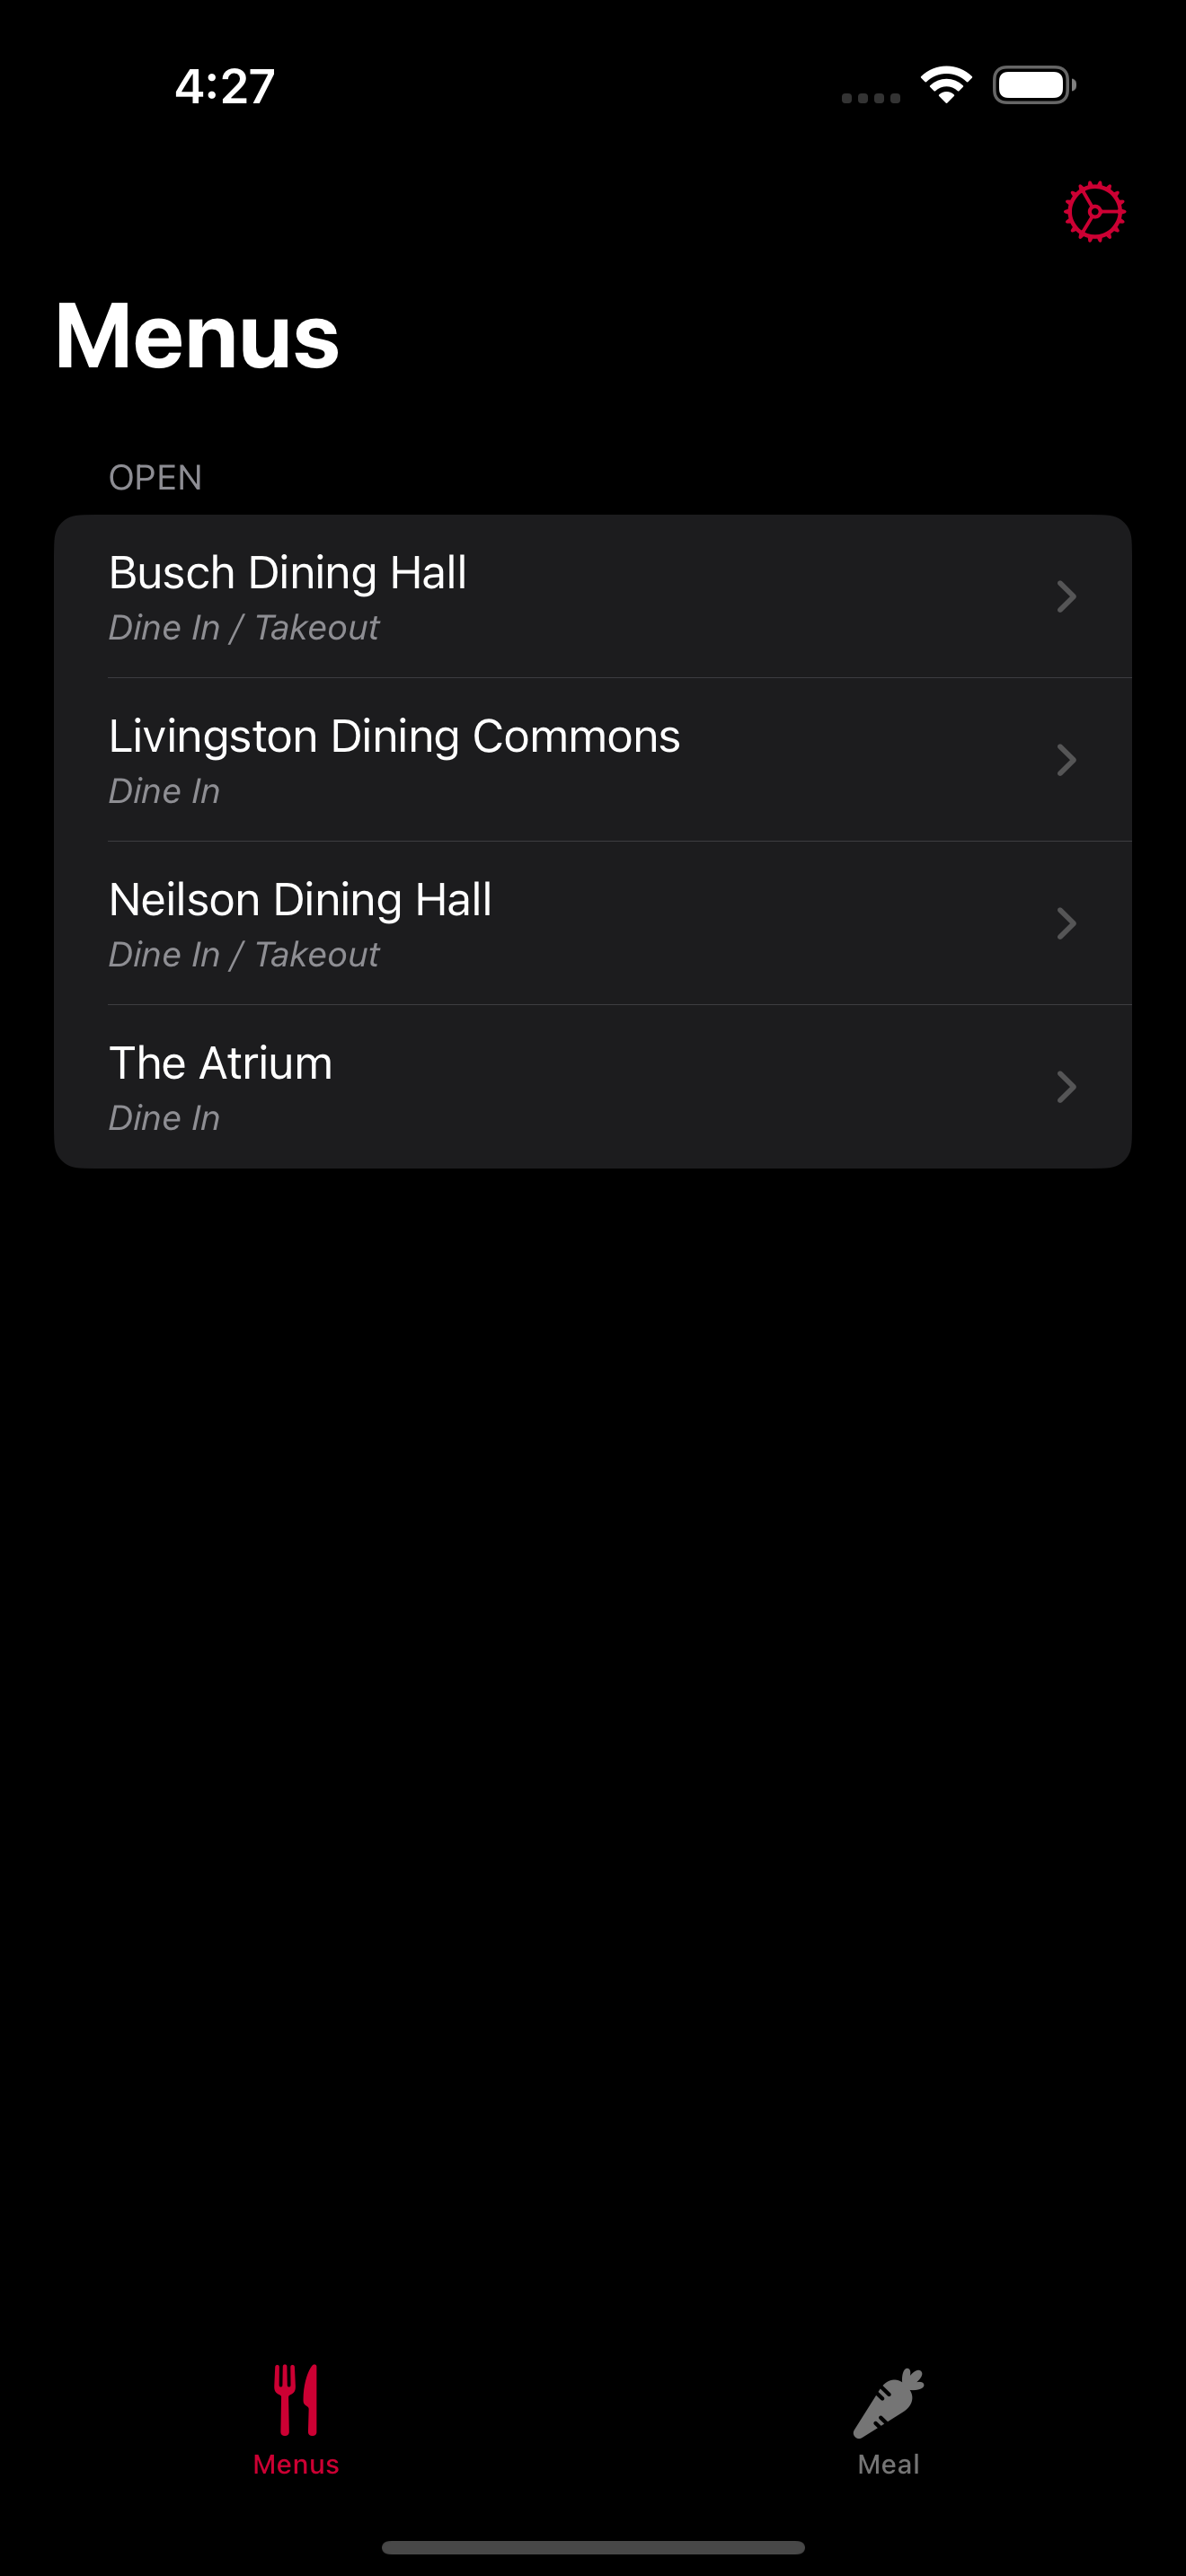 4:27
Menus
OPEN
Busch Dining Hall
Dine In / Takeout
Livingston Dining Commons
Dine In
Neilson Dining Hall
Dine In / Takeout
The Atrium
Dine In
Menus
Meal